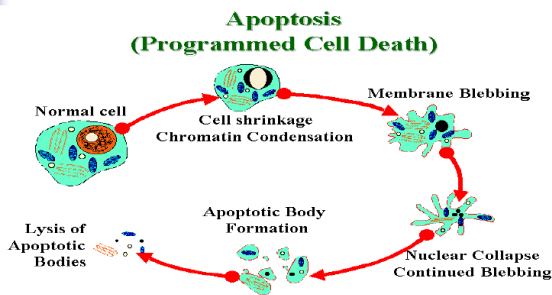 Apoptosis
(Programmed Cell Death)
Normal cell
Cell shrinkage
Chromatin Condensation
Membrane Blebbing
Nuclear Collapse
Continued Blebbing
Apoptotic Body
Formation
Lysis of
Apoptotic
Bodies